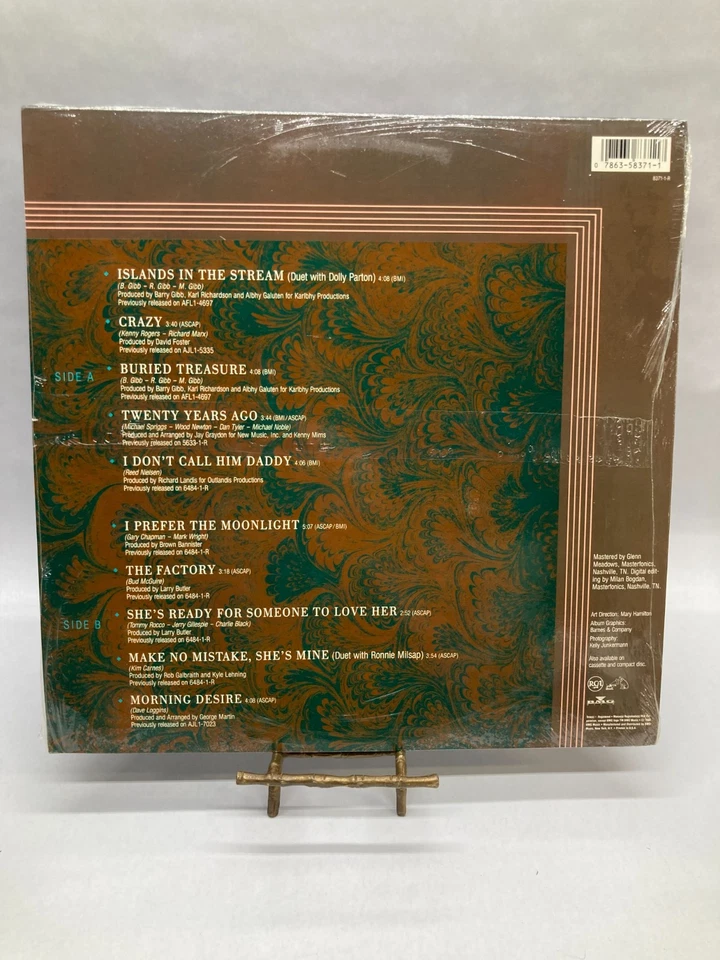 0 7863-58371-1
8371-1-R
ISLANDS IN THE STREAM (Duet with Dolly Parton) 4:08 (BMI)
(B. Gibb – R. Gibb – M. Gibb)
Produced by Barry Gibb, Karl Richardson and Albhy Galuten for Karlbhy Productions
Previously released on AFL1-4697
CRAZY 3:40 (ASCAP)
(Kenny Rogers – Richard Marx)
Produced by David Foster
Previously released on AJL1-5335
SIDE A
BURIED TREASURE 4:08 (BMI)
(B. Gibb – R. Gibb – M. Gibb)
Produced by Barry Gibb, Karl Richardson and Albhy Galuten for Karlbhy Productions
Previously released on AFL1-4697
TWENTY YEARS AGO 3:44 (BMI/ASCAP)
(Michael Spriggs – Wood Newton – Dan Tyler – Michael Noble)
Produced and Arranged by Jay Graydon for New Music, Inc. and Kenny Mims
Previously released on 5633-1-R
I DON'T CALL HIM DADDY 4:06 (BMI)
(Reed Nielsen)
Produced by Richard Landis for Outlandis Productions
Previously released on 6484-1-R
I PREFER THE MOONLIGHT 5:07 (ASCAP/BMI)
(Gary Chapman – Mark Wright)
Produced by Brown Bannister
Previously released on 6484-1-R
THE FACTORY 3:18 (ASCAP)
(Bud McGuire)
Produced by Larry Butler
Previously released on 6484-1-R
SIDE B
SHE'S READY FOR SOMEONE TO LOVE HER 2:52 (ASCAP)
(Tommy Rocco – Jerry Gillespie – Charlie Black)
Produced by Larry Butler
Previously released on 6484-1-R
MAKE NO MISTAKE, SHE'S MINE (Duet with Ronnie Milsap) 3:54 (ASCAP)
(Kim Carnes)
Produced by Rob Galbraith and Kyle Lehning
Previously released on 6484-1-R
MORNING DESIRE 4:08 (ASCAP)
(Dave Loggins)
Produced and Arranged by George Martin
Previously released on AJL1-7023
Mastered by Glenn
Meadows, Masterfonics,
Nashville, TN. Digital edit-
ing by Milan Bogdan,
Masterfonics, Nashville, TN.
Art Direction: Mary Hamilton
Album Graphics:
Barnes & Company
Photography:
Kelly Junkermann
Also available on
cassette and compact disc.
RCA
BMG